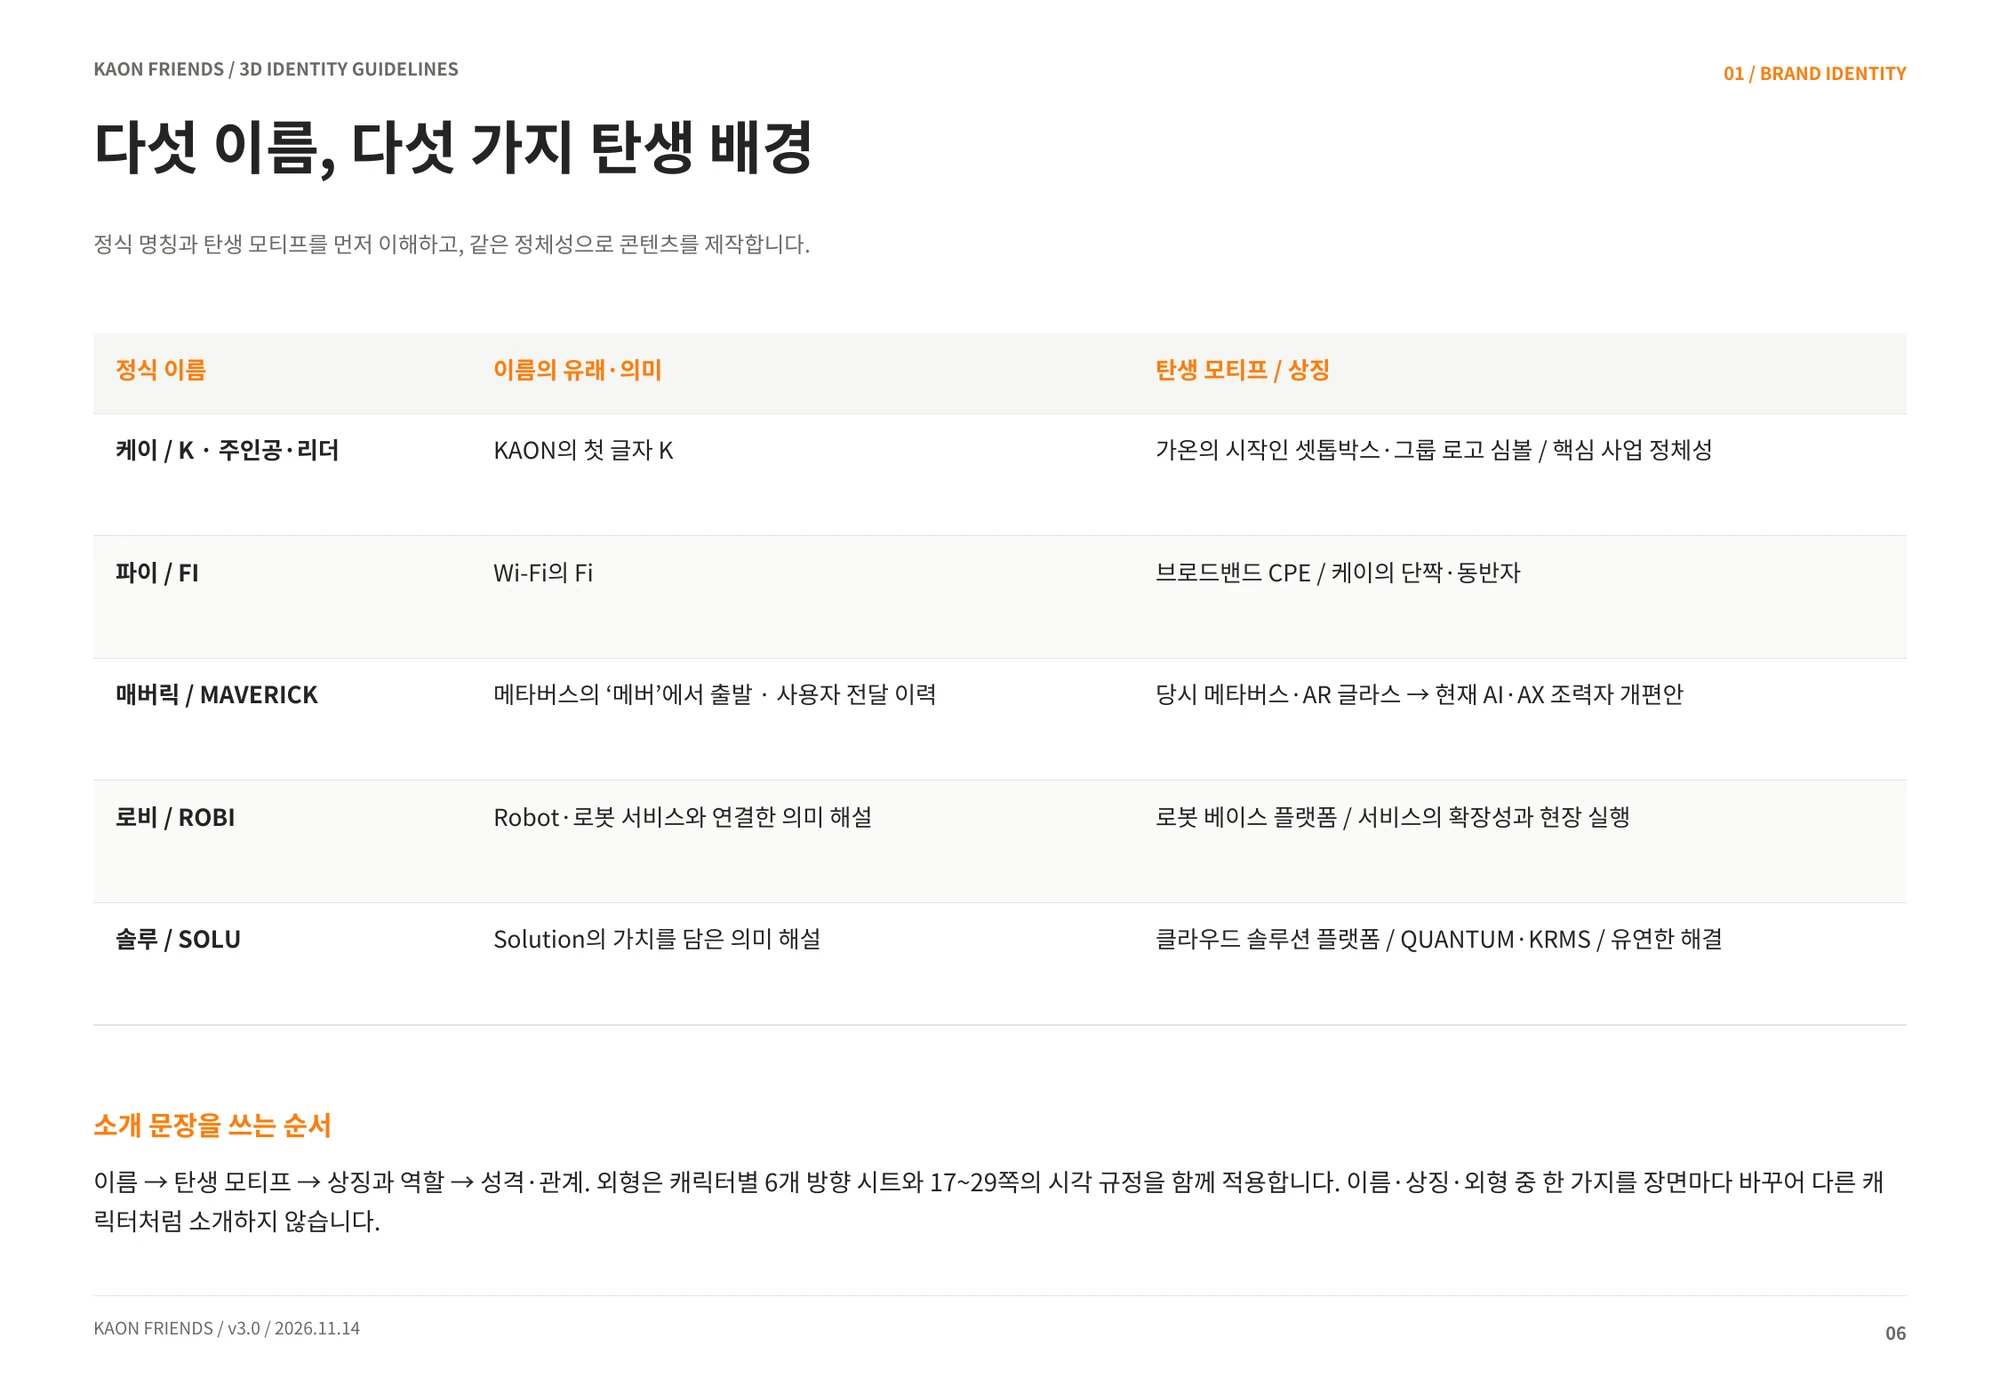 KAON FRIENDS / 3D IDENTITY GUIDELINES
01 / BRAND IDENTITY
다섯 이름, 다섯 가지 탄생 배경
정식 명칭과 탄생 모티프를 먼저 이해하고, 같은 정체성으로 콘텐츠를 제작합니다.
정식 이름 이름의 유래·의미 탄생 모티프 / 상징
케이 / K · 주인공·리더 KAON의 첫 글자 K 가온의 시작인 셋톱박스·그룹 로고 심볼 / 핵심 사업 정체성
파이 / FI Wi-Fi의 Fi 브로드밴드 CPE / 케이의 단짝·동반자
매버릭 / MAVERICK 메타버스의 ‘메버’에서 출발 · 사용자 전달 이력 당시 메타버스·AR 글라스 → 현재 AI·AX 조력자 개편안
로비 / ROBI Robot·로봇 서비스와 연결한 의미 해설 로봇 베이스 플랫폼 / 서비스의 확장성과 현장 실행
솔루 / SOLU Solution의 가치를 담은 의미 해설 클라우드 솔루션 플랫폼 / QUANTUM·KRMS / 유연한 해결
소개 문장을 쓰는 순서
이름 → 탄생 모티프 → 상징과 역할 → 성격·관계. 외형은 캐릭터별 6개 방향 시트와 17~29쪽의 시각 규정을 함께 적용합니다. 이름·상징·외형 중 한 가지를 장면마다 바꾸어 다른 캐
릭터처럼 소개하지 않습니다.
KAON FRIENDS / v3.0 / 2026.11.14
06